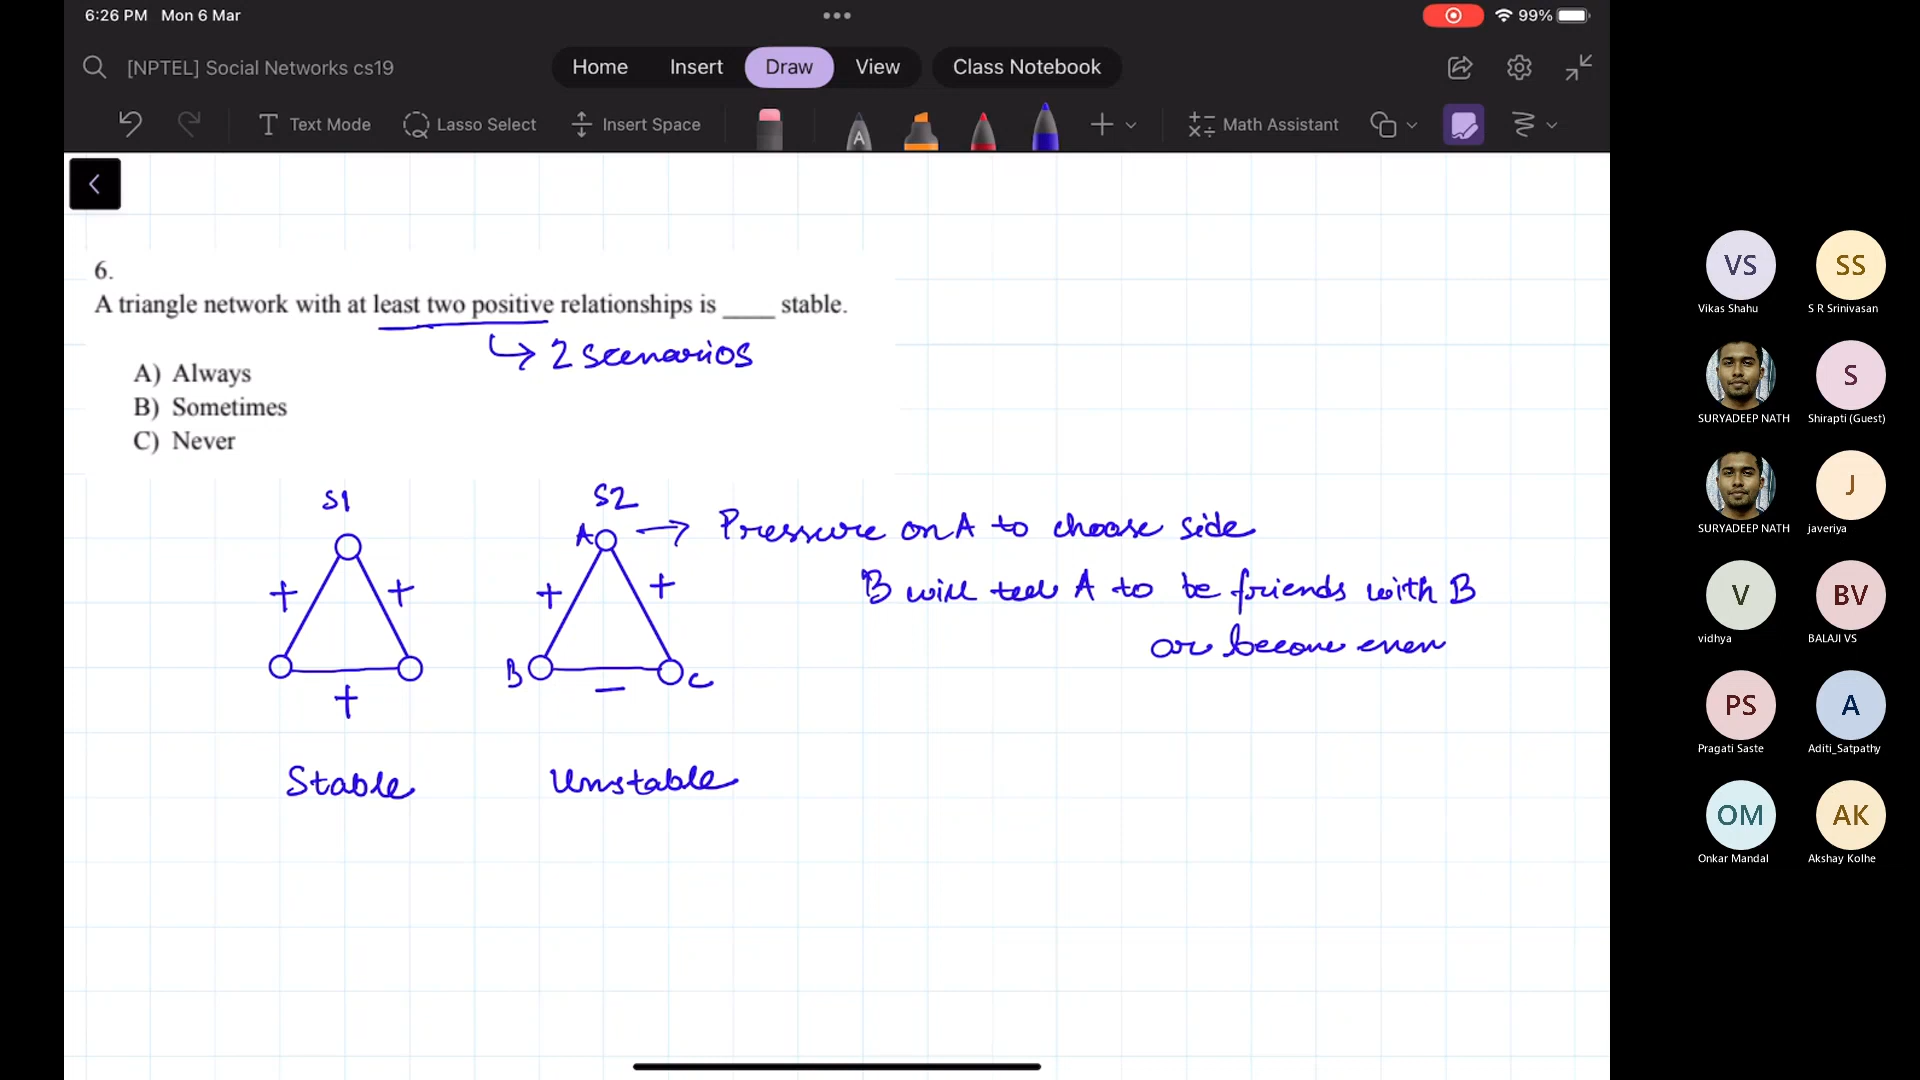 6:26 PM Mon 6 Mar
99%
[NPTEL] Social Networks cs19
Home Insert Draw View Class Notebook
Text Mode Lasso Select Insert Space A Math Assistant
6.
A triangle network with at least two positive relationships is ____ stable.
↳ 2 scenarios
A) Always
B) Sometimes
C) Never
S1
+ +
+
Stable
S2
A → Pressure on A to choose side
+ +
B − C
Unstable
B will tell A to be friends with B
or become enem
VS SS
Vikas Shahu S R Srinivasan
S
SURYADEEP NATH Shirapti (Guest)
J
SURYADEEP NATH javeriya
V BV
vidhya BALAJI VS
PS A
Pragati Saste Aditi_Satpathy
OM AK
Onkar Mandal Akshay Kolhe